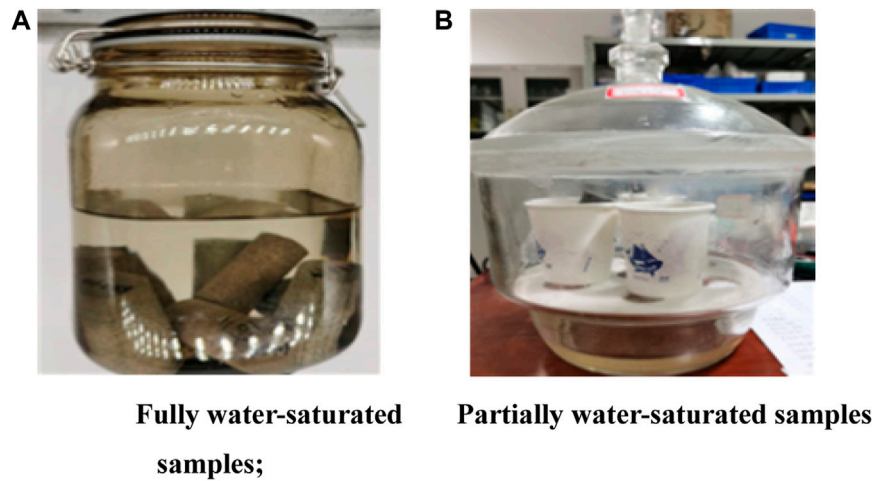 A
B
Fully water-saturated
samples;
Partially water-saturated samples